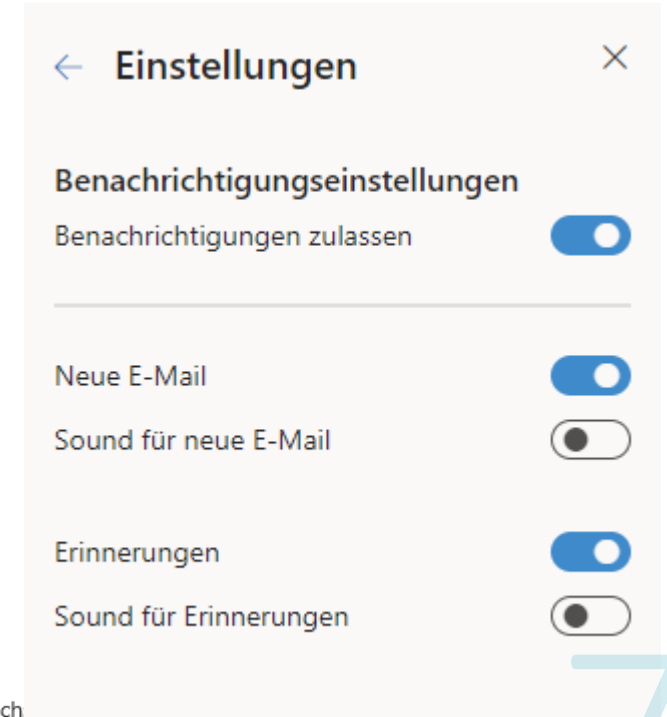 Einstellungen
Benachrichtigungseinstellungen
Benachrichtigungen zulassen
Neue E-Mail
Sound für neue E-Mail
Erinnerungen
Sound für Erinnerungen
ch